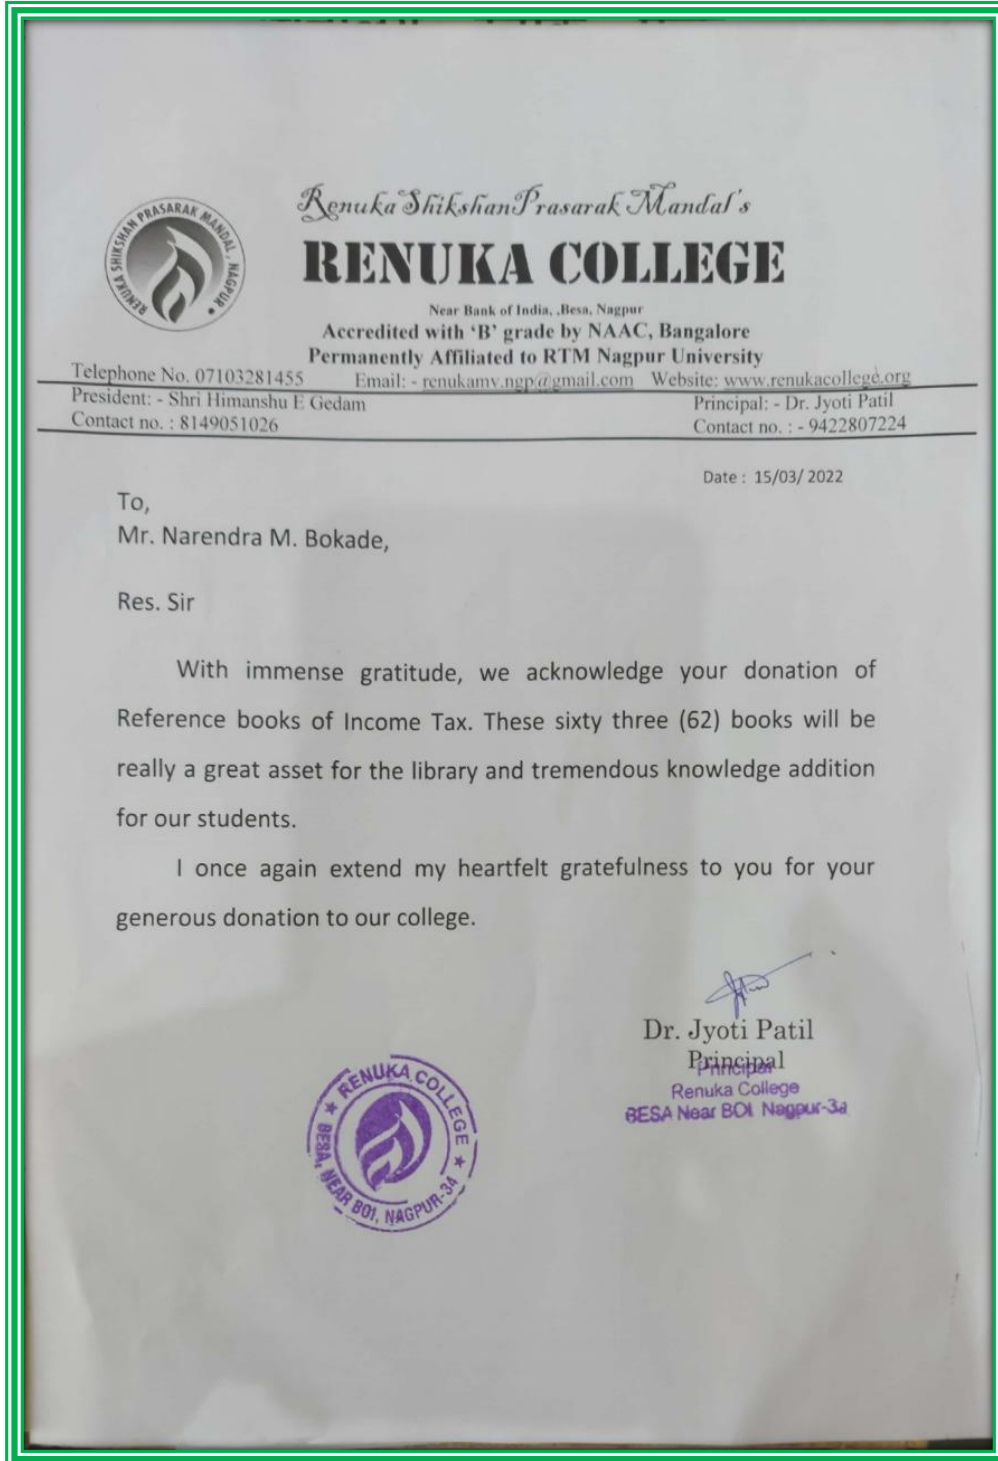 RENUKA SHIKSHAN PRASARAK MANDAL, NAGPUR.
Renuka Shikshan Prasarak Mandal's
RENUKA COLLEGE
Near Bank of India, ,Besa, Nagpur
Accredited with ‘B’ grade by NAAC, Bangalore
Permanently Affiliated to RTM Nagpur University
Telephone No. 07103281455 Email: - renukamv.ngp@gmail.com Website: www.renukacollege.org
President: - Shri Himanshu E Gedam Principal: - Dr. Jyoti Patil
Contact no. : 8149051026 Contact no. : - 9422807224
Date : 15/03/ 2022
To,
Mr. Narendra M. Bokade,
Res. Sir
With immense gratitude, we acknowledge your donation of
Reference books of Income Tax. These sixty three (62) books will be
really a great asset for the library and tremendous knowledge addition
for our students.
I once again extend my heartfelt gratefulness to you for your
generous donation to our college.
Dr. Jyoti Patil
Principal
Principal
Renuka College
BESA Near BOI Nagpur-34
RENUKA COLLEGE
BESA, NEAR BOI, NAGPUR-34